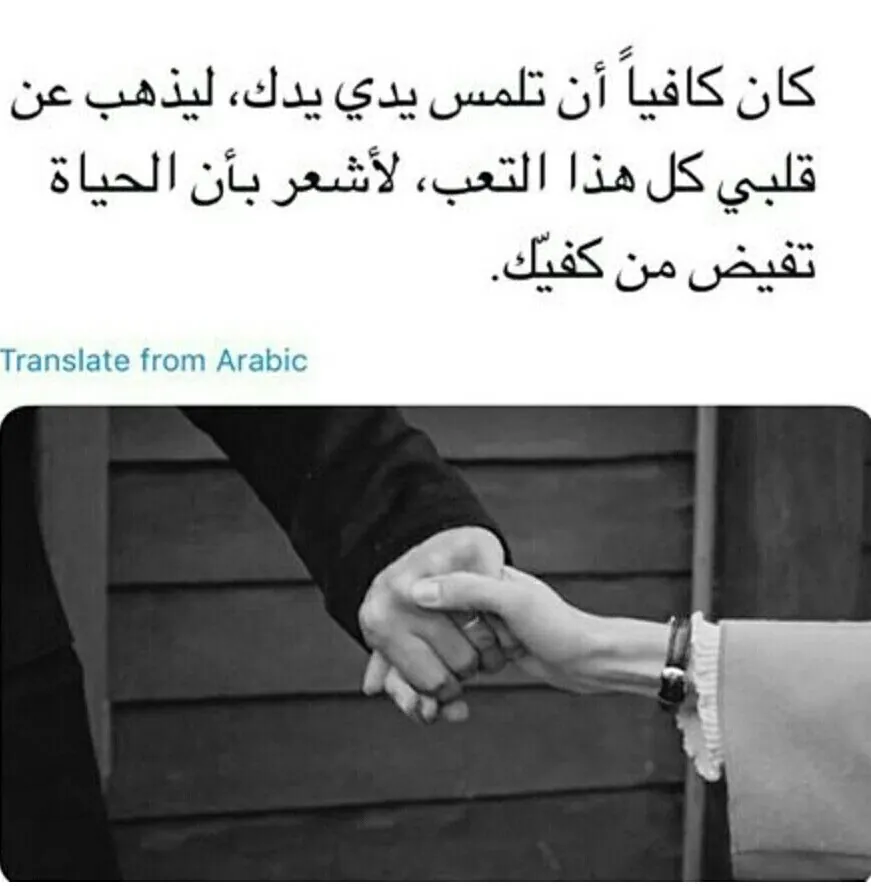 كان كافياً أن تلمس يدي يدك، ليذهب عن
قلبي كل هذا التعب، لأشعر بأن الحياة
تفيض من كفيّك.
Translate from Arabic